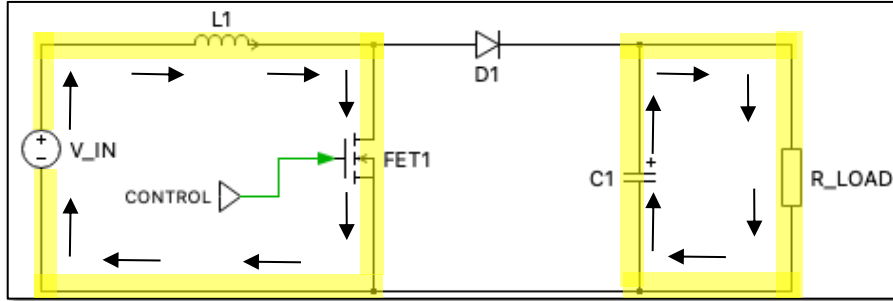 L1
D1
V_IN
FET1
CONTROL
C1
+
R_LOAD